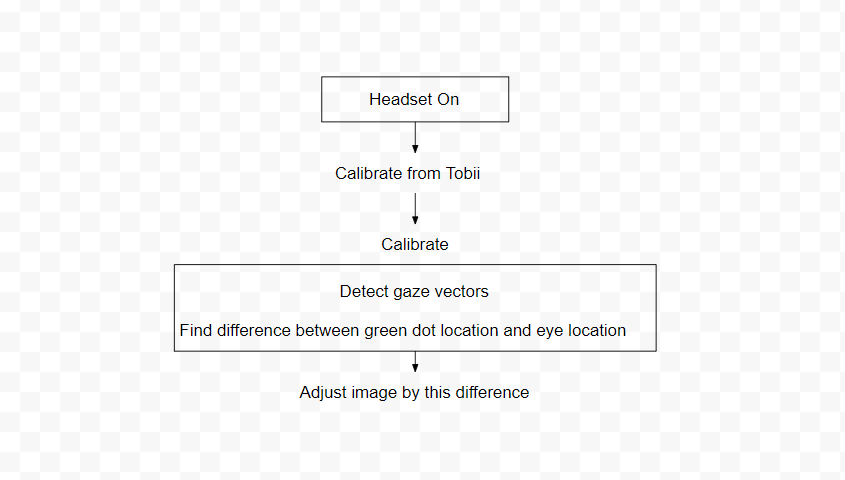 Headset On
Calibrate from Tobii
Calibrate
Detect gaze vectors
Find difference between green dot location and eye location
Adjust image by this difference